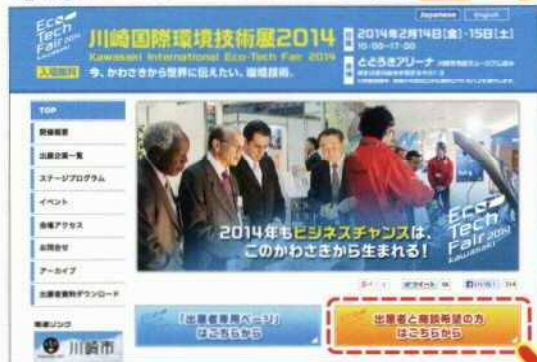 Eco Tech Fair 2014 KAWASAKI
川崎国際環境技術展2014
Kawasaki International Eco-Tech Fair 2014
入場無料 今、かわさきから世界に伝えたい、環境技術。
Japanese English
2014年2月14日[金]・15日[土]
10:00-17:00
とどろきアリーナ
TOP
開催概要
出展企業一覧
ステージプログラム
イベント
会場アクセス
お問合せ
アーカイブ
出展者資料ダウンロード
2014年もビジネスチャンスは、
このかわさきから生まれる!
Eco Tech Fair 2014 kawasaki
関連リンク
川崎市
「出展者専用ページ」
はこちらから
出展者と商談希望の方
はこちらから